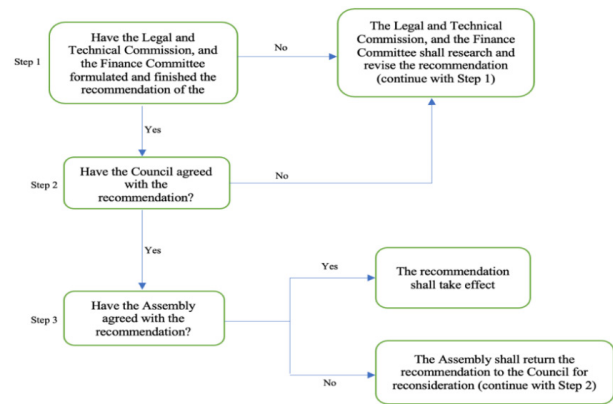 Step 1
Have the Legal and
Technical Commission, and
the Finance Committee
formulated and finished the
recommendation of the
No
The Legal and Technical
Commission, and the Finance
Committee shall research and
revise the recommendation
(continue with Step 1)
Yes
Step 2
Have the Council agreed
with the
recommendation?
No
Yes
Step 3
Have the Assembly
agreed with the
recommendation?
Yes
The recommendation
shall take effect
No
The Assembly shall return the
recommendation to the Council for
reconsideration (continue with Step 2)